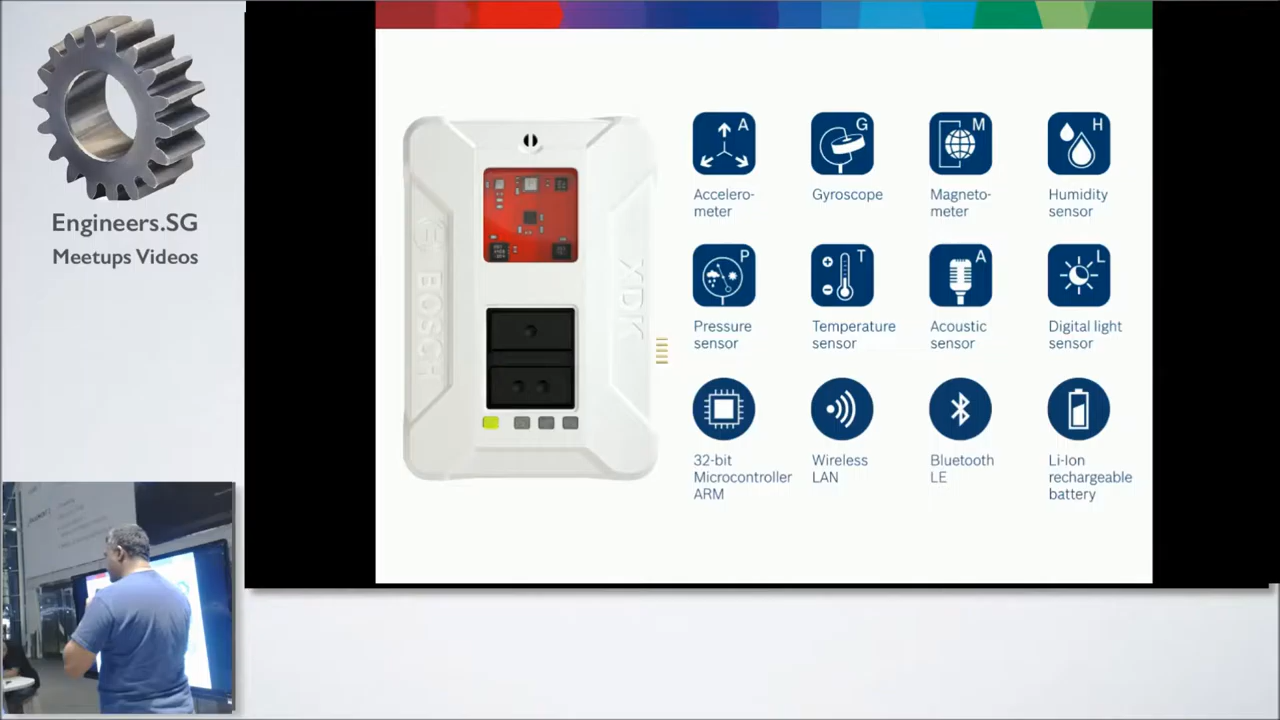 Engineers.SG
Meetups Videos
BOSCH
XDK
A
Accelero-
meter
G
Gyroscope
M
Magneto-
meter
H
Humidity
sensor
P
Pressure
sensor
T
Temperature
sensor
A
Acoustic
sensor
L
Digital light
sensor
32-bit
Microcontroller
ARM
Wireless
LAN
Bluetooth
LE
Li-Ion
rechargeable
battery